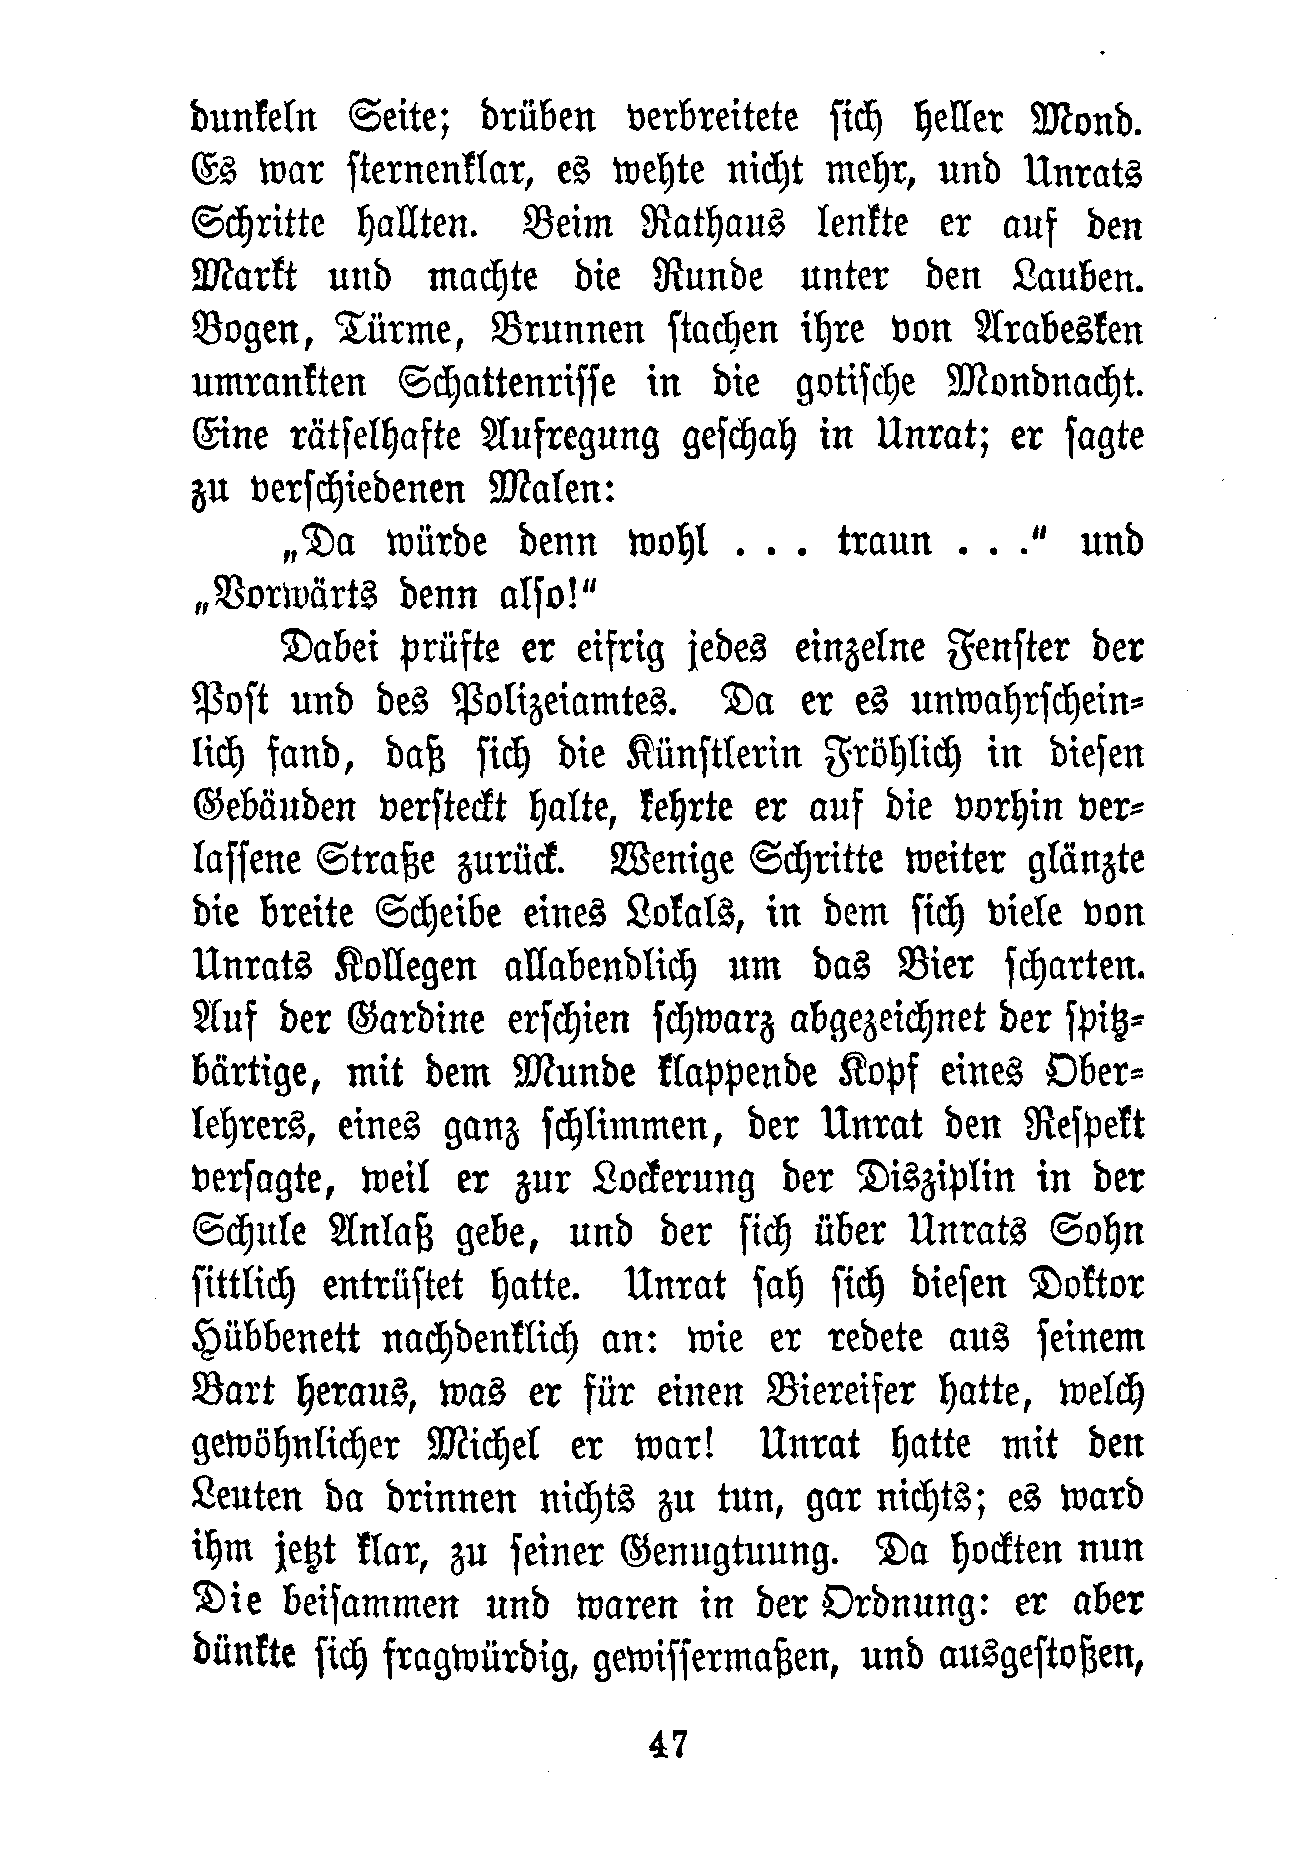 dunkeln Seite; drüben verbreitete sich heller Mond.
Es war sternenklar, es wehte nicht mehr, und Unrats
Schritte hallten. Beim Rathaus lenkte er auf den
Markt und machte die Runde unter den Lauben.
Bogen, Türme, Brunnen stachen ihre von Arabesken
umrankten Schattenrisse in die gotische Mondnacht.
Eine rätselhafte Aufregung geschah in Unrat; er sagte
zu verschiedenen Malen:
„Da würde denn wohl . . . traun . . .“ und
„Vorwärts denn also!“
Dabei prüfte er eifrig jedes einzelne Fenster der
Post und des Polizeiamtes. Da er es unwahrschein-
lich fand, daß sich die Künstlerin Fröhlich in diesen
Gebäuden versteckt halte, kehrte er auf die vorhin ver-
lassene Straße zurück. Wenige Schritte weiter glänzte
die breite Scheibe eines Lokals, in dem sich viele von
Unrats Kollegen allabendlich um das Bier scharten.
Auf der Gardine erschien schwarz abgezeichnet der spitz-
bärtige, mit dem Munde klappende Kopf eines Ober-
lehrers, eines ganz schlimmen, der Unrat den Respekt
versagte, weil er zur Lockerung der Disziplin in der
Schule Anlaß gebe, und der sich über Unrats Sohn
sittlich entrüstet hatte. Unrat sah sich diesen Doktor
Hübbenett nachdenklich an: wie er redete aus seinem
Bart heraus, was er für einen Biereifer hatte, welch
gewöhnlicher Michel er war! Unrat hatte mit den
Leuten da drinnen nichts zu tun, gar nichts; es ward
ihm jetzt klar, zu seiner Genugtuung. Da hockten nun
Die beisammen und waren in der Ordnung: er aber
dünkte sich fragwürdig, gewissermaßen, und ausgestoßen,
47